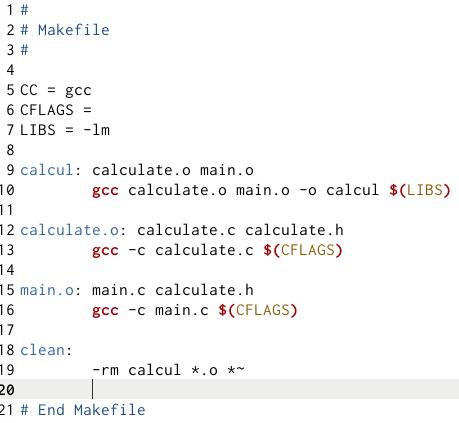 1 #
2 # Makefile
3 #
4
5 CC = gcc
6 CFLAGS =
7 LIBS = -lm
8
9 calcul: calculate.o main.o
10 gcc calculate.o main.o -o calcul $(LIBS)
11
12 calculate.o: calculate.c calculate.h
13 gcc -c calculate.c $(CFLAGS)
14
15 main.o: main.c calculate.h
16 gcc -c main.c $(CFLAGS)
17
18 clean:
19 -rm calcul *.o *~
20
21 # End Makefile